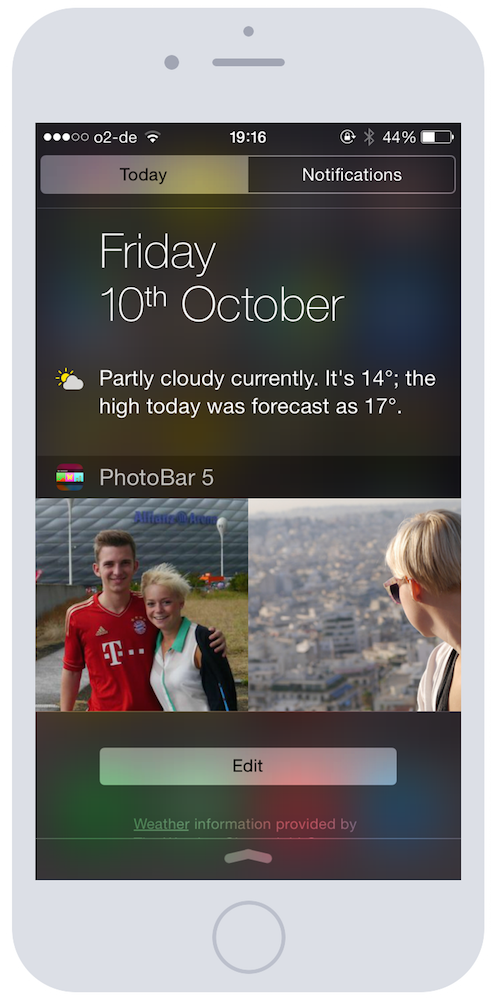 o2-de 19:16 44%
Today Notifications
Friday
10th October
Partly cloudy currently. It's 14°; the
high today was forecast as 17°.
PhotoBar 5
Allianz Arena
T
Edit
Weather information provided by